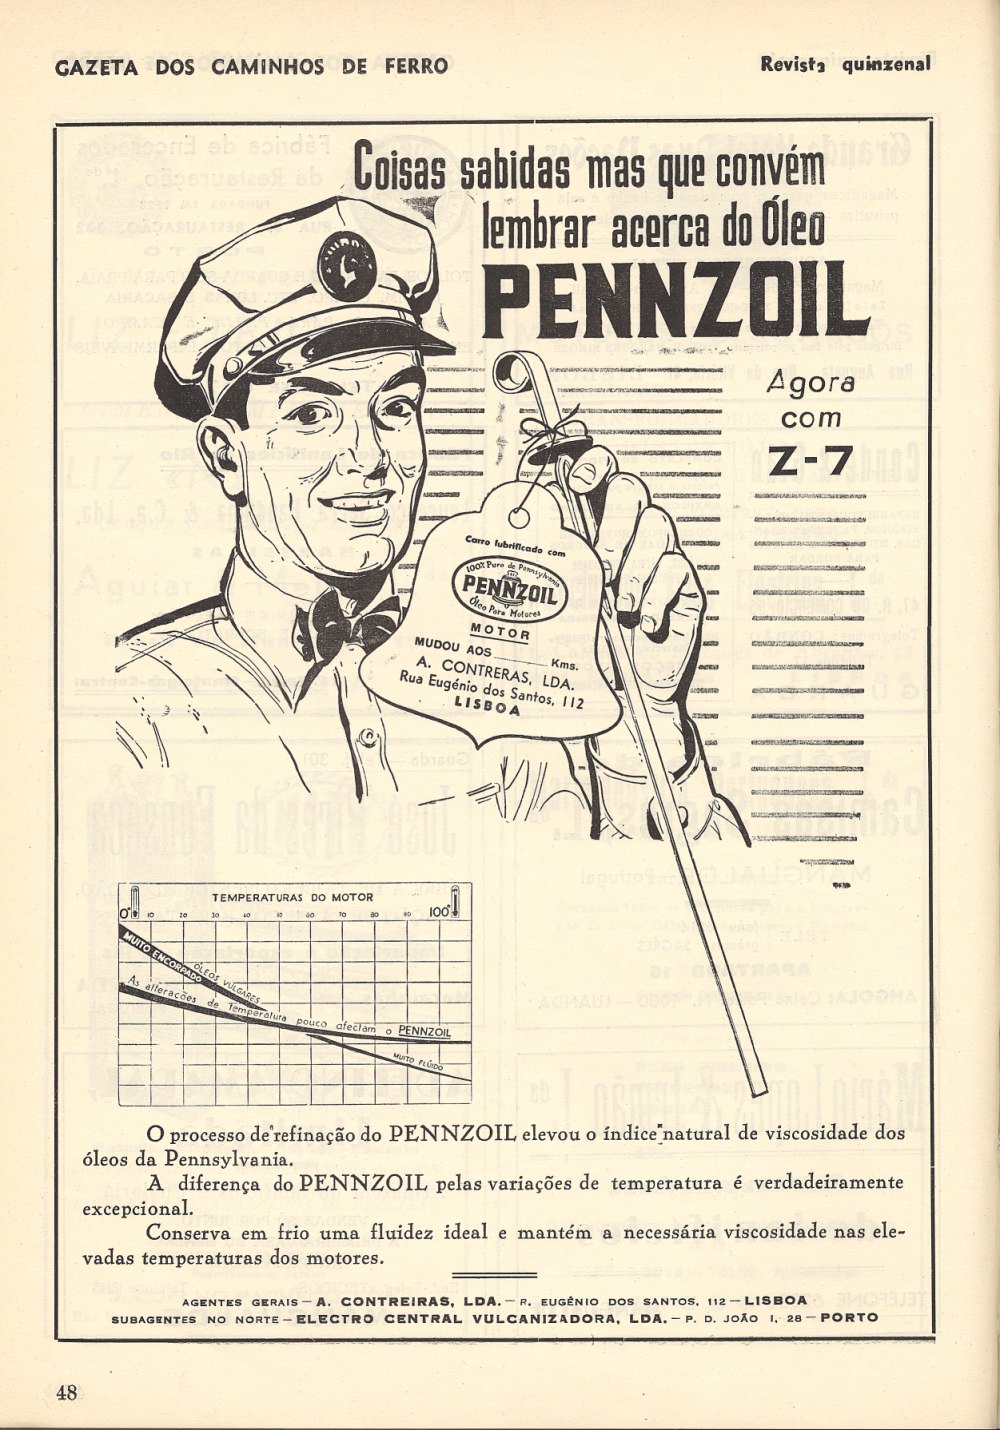 GAZETA DOS CAMINHOS DE FERRO
Revista quinzenal
Coisas sabidas mas que convém
lembrar acerca do Óleo
PENNZOIL
Agora
com
Z-7
Carro lubrificado com
100% Puro de Pennsylvania
PENNZOIL
Óleo Para Motores
MOTOR
MUDOU AOS ______ Kms.
A. CONTRERAS, LDA.
Rua Eugénio dos Santos, 112
LISBOA
TEMPERATURAS DO MOTOR
0° 10 20 30 40 50 60 70 80 90 100°
MUITO ENCORPADO
ÓLEOS VULGARES
As alterações de temperatura pouco afectam o PENNZOIL
MUITO FLÚIDO
O processo de refinação do PENNZOIL elevou o índice natural de viscosidade dos
óleos da Pennsylvania.
A diferença do PENNZOIL pelas variações de temperatura é verdadeiramente
excepcional.
Conserva em frio uma fluidez ideal e mantém a necessária viscosidade nas ele-
vadas temperaturas dos motores.
AGENTES GERAIS — A. CONTREIRAS, LDA. — R. EUGÊNIO DOS SANTOS, 112 — LISBOA
SUBAGENTES NO NORTE — ELECTRO CENTRAL VULCANIZADORA, LDA. — P. D. JOÃO I, 28 — PORTO
48